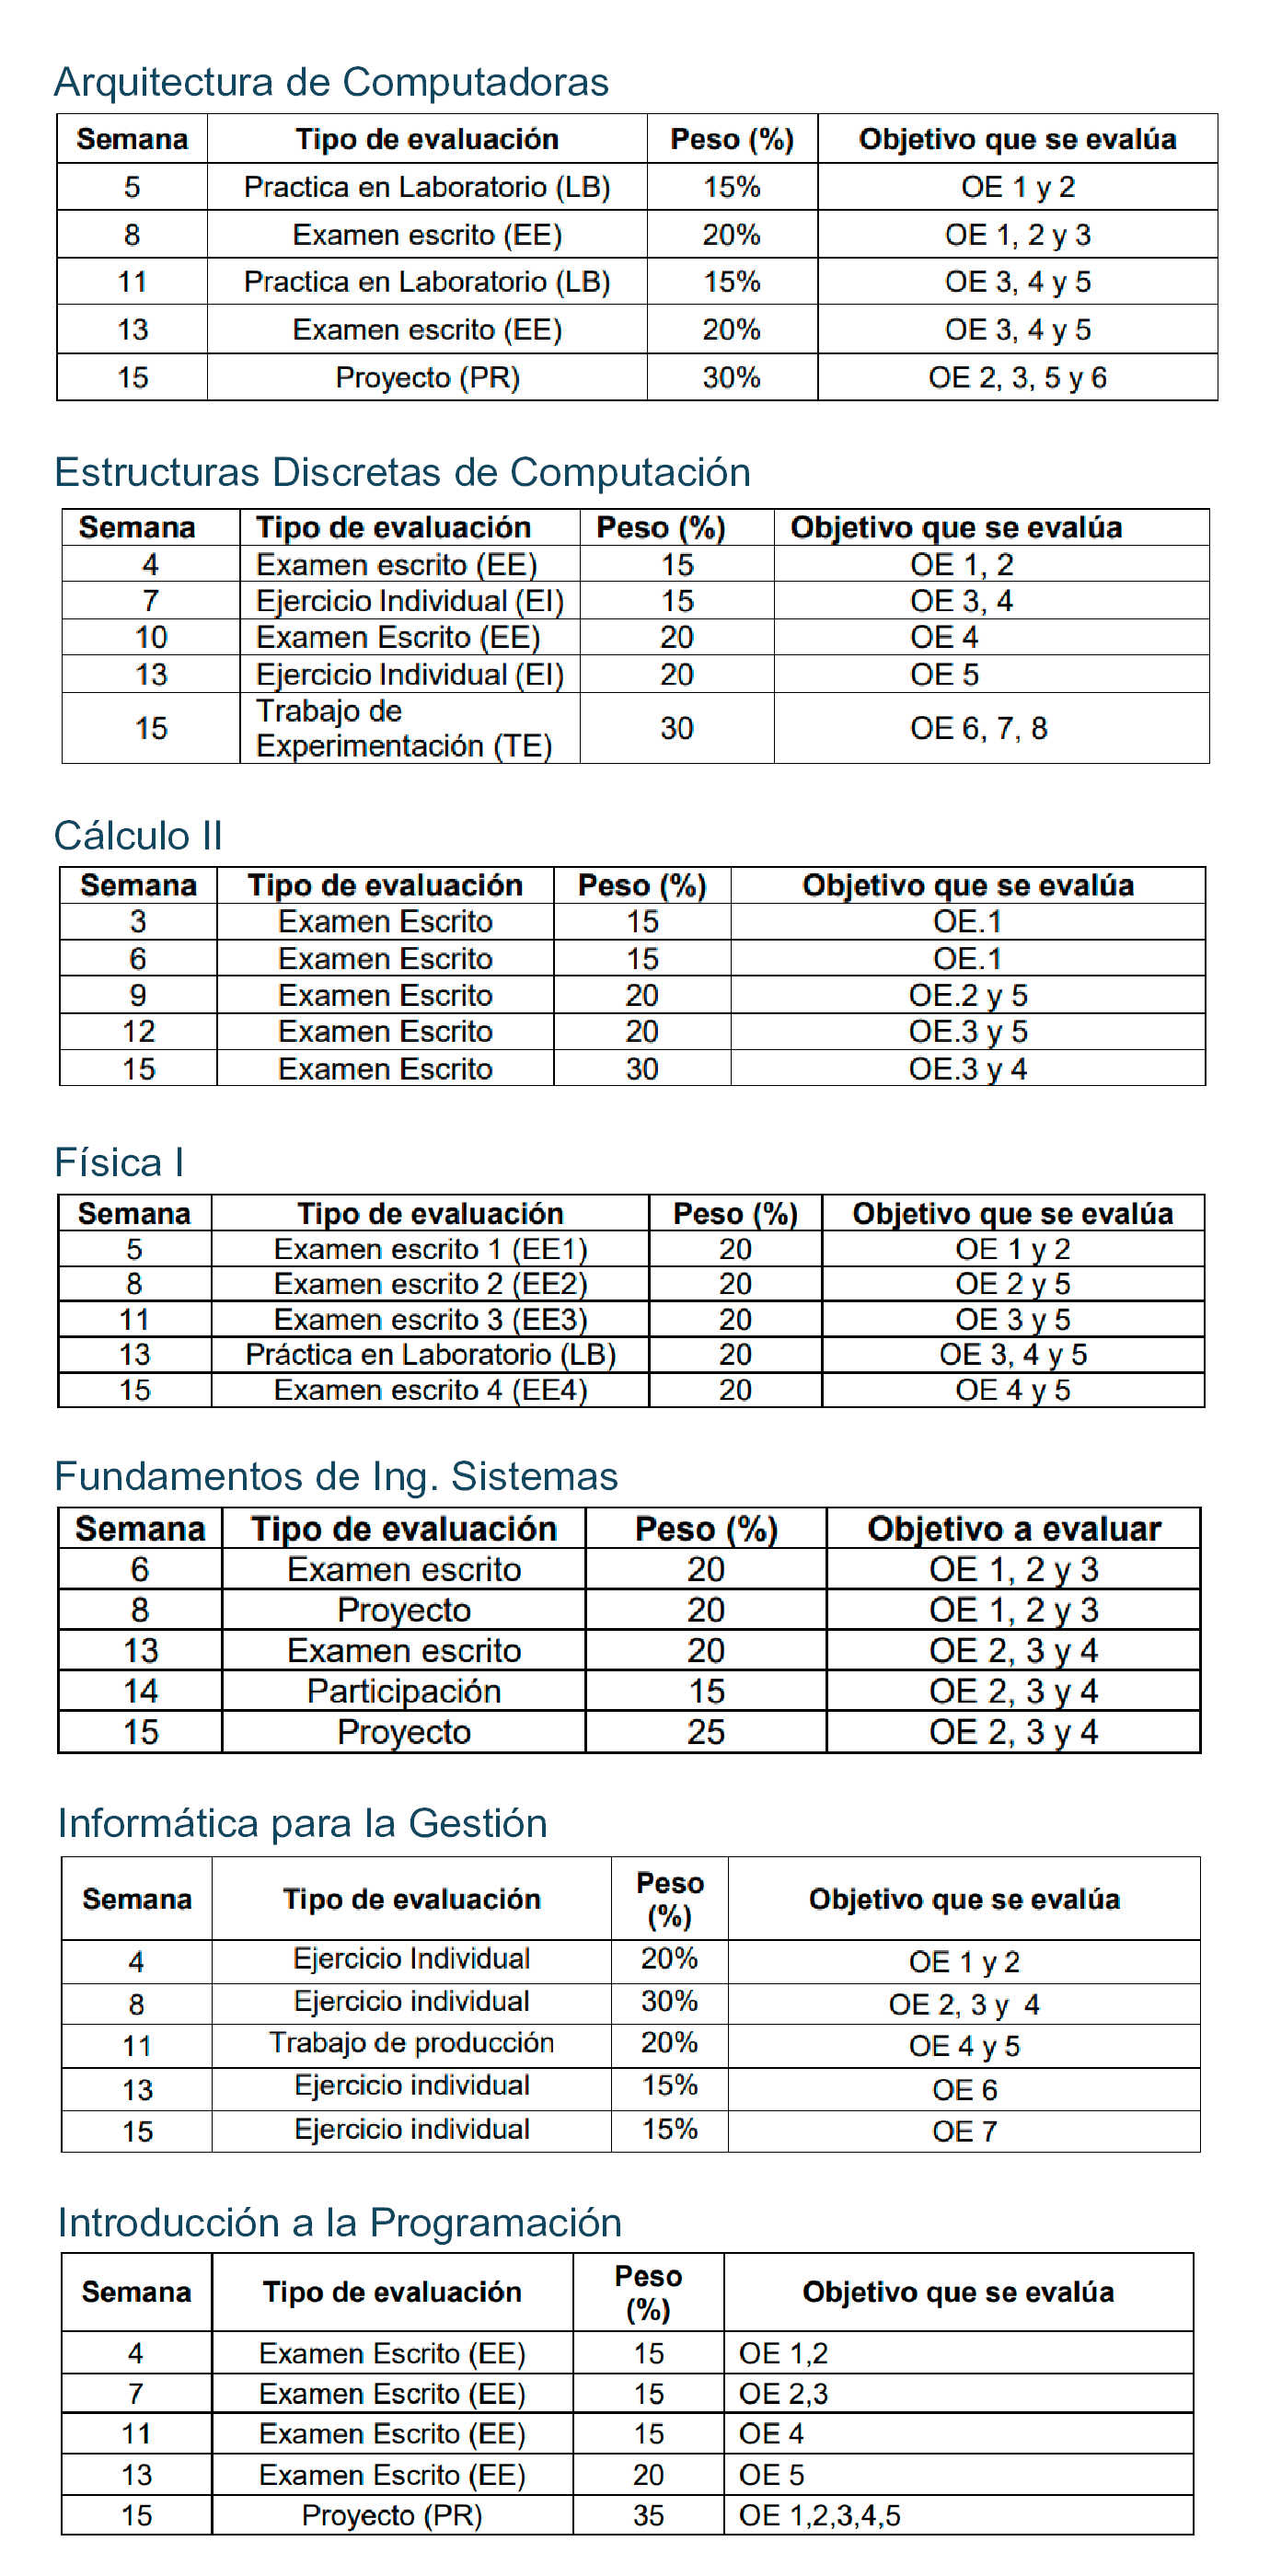 Arquitectura de Computadoras
Semana Tipo de evaluación Peso (%) Objetivo que se evalúa
5 Practica en Laboratorio (LB) 15% OE 1 y 2
8 Examen escrito (EE) 20% OE 1, 2 y 3
11 Practica en Laboratorio (LB) 15% OE 3, 4 y 5
13 Examen escrito (EE) 20% OE 3, 4 y 5
15 Proyecto (PR) 30% OE 2, 3, 5 y 6
Estructuras Discretas de Computación
Semana Tipo de evaluación Peso (%) Objetivo que se evalúa
4 Examen escrito (EE) 15 OE 1, 2
7 Ejercicio Individual (EI) 15 OE 3, 4
10 Examen Escrito (EE) 20 OE 4
13 Ejercicio Individual (EI) 20 OE 5
15 Trabajo de
Experimentación (TE) 30 OE 6, 7, 8
Cálculo II
Semana Tipo de evaluación Peso (%) Objetivo que se evalúa
3 Examen Escrito 15 OE.1
6 Examen Escrito 15 OE.1
9 Examen Escrito 20 OE.2 y 5
12 Examen Escrito 20 OE.3 y 5
15 Examen Escrito 30 OE.3 y 4
Física I
Semana Tipo de evaluación Peso (%) Objetivo que se evalúa
5 Examen escrito 1 (EE1) 20 OE 1 y 2
8 Examen escrito 2 (EE2) 20 OE 2 y 5
11 Examen escrito 3 (EE3) 20 OE 3 y 5
13 Práctica en Laboratorio (LB) 20 OE 3, 4 y 5
15 Examen escrito 4 (EE4) 20 OE 4 y 5
Fundamentos de Ing. Sistemas
Semana Tipo de evaluación Peso (%) Objetivo a evaluar
6 Examen escrito 20 OE 1, 2 y 3
8 Proyecto 20 OE 1, 2 y 3
13 Examen escrito 20 OE 2, 3 y 4
14 Participación 15 OE 2, 3 y 4
15 Proyecto 25 OE 2, 3 y 4
Informática para la Gestión
Semana Tipo de evaluación Peso
(%) Objetivo que se evalúa
4 Ejercicio Individual 20% OE 1 y 2
8 Ejercicio individual 30% OE 2, 3 y 4
11 Trabajo de producción 20% OE 4 y 5
13 Ejercicio individual 15% OE 6
15 Ejercicio individual 15% OE 7
Introducción a la Programación
Semana Tipo de evaluación Peso
(%) Objetivo que se evalúa
4 Examen Escrito (EE) 15 OE 1,2
7 Examen Escrito (EE) 15 OE 2,3
11 Examen Escrito (EE) 15 OE 4
13 Examen Escrito (EE) 20 OE 5
15 Proyecto (PR) 35 OE 1,2,3,4,5